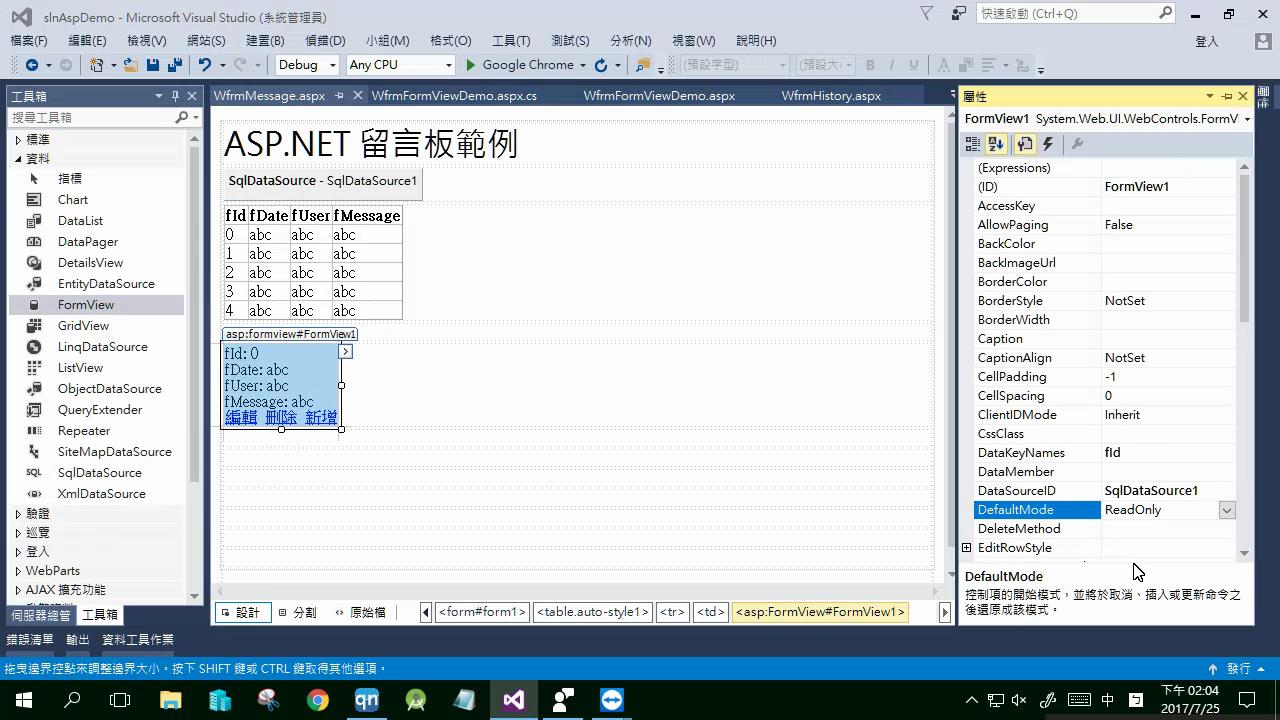 slnAspDemo - Microsoft Visual Studio (系統管理員)
快速啟動 (Ctrl+Q)
檔案(F) 編輯(E) 檢視(V) 網站(S) 建置(B) 偵錯(D) 小組(M) 格式(O) 工具(T) 測試(S) 分析(N) 視窗(W) 說明(H)
登入
Debug Any CPU Google Chrome (預設字型) (預設大 B I U
工具箱
搜尋工具箱
標準
資料
指標
Chart
DataList
DataPager
DetailsView
EntityDataSource
FormView
GridView
LinqDataSource
ListView
ObjectDataSource
QueryExtender
Repeater
SiteMapDataSource
SQL SqlDataSource
XmlDataSource
驗證
巡覽
登入
WebParts
AJAX 擴充功能
伺服器總管 工具箱
WfrmMessage.aspx WfrmFormViewDemo.aspx.cs WfrmFormViewDemo.aspx WfrmHistory.aspx
ASP.NET 留言板範例
SqlDataSource - SqlDataSource1
fId fDate fUser fMessage
0 abc abc abc
1 abc abc abc
2 abc abc abc
3 abc abc abc
4 abc abc abc
asp:formview#FormView1
fId: 0
fDate: abc
fUser: abc
fMessage: abc
編輯 刪除 新增
設計 分割 原始檔 <form#form1> <table.auto-style1> <tr> <td> <asp:FormView#FormView1>
屬性
FormView1 System.Web.UI.WebControls.FormV
(Expressions)
(ID) FormView1
AccessKey
AllowPaging False
BackColor
BackImageUrl
BorderColor
BorderStyle NotSet
BorderWidth
Caption
CaptionAlign NotSet
CellPadding -1
CellSpacing 0
ClientIDMode Inherit
CssClass
DataKeyNames fId
DataMember
DataSourceID SqlDataSource1
DefaultMode ReadOnly
DeleteMethod
EditRowStyle
DefaultMode
控制項的開始模式，並將於取消、插入或更新命令之
後還原成該模式。
錯誤清單 輸出 資料工具作業
拖曳邊界控點來調整邊界大小。按下 SHIFT 鍵或 CTRL 鍵取得其他選項。
發行
qn
中
下午 02:04
2017/7/25